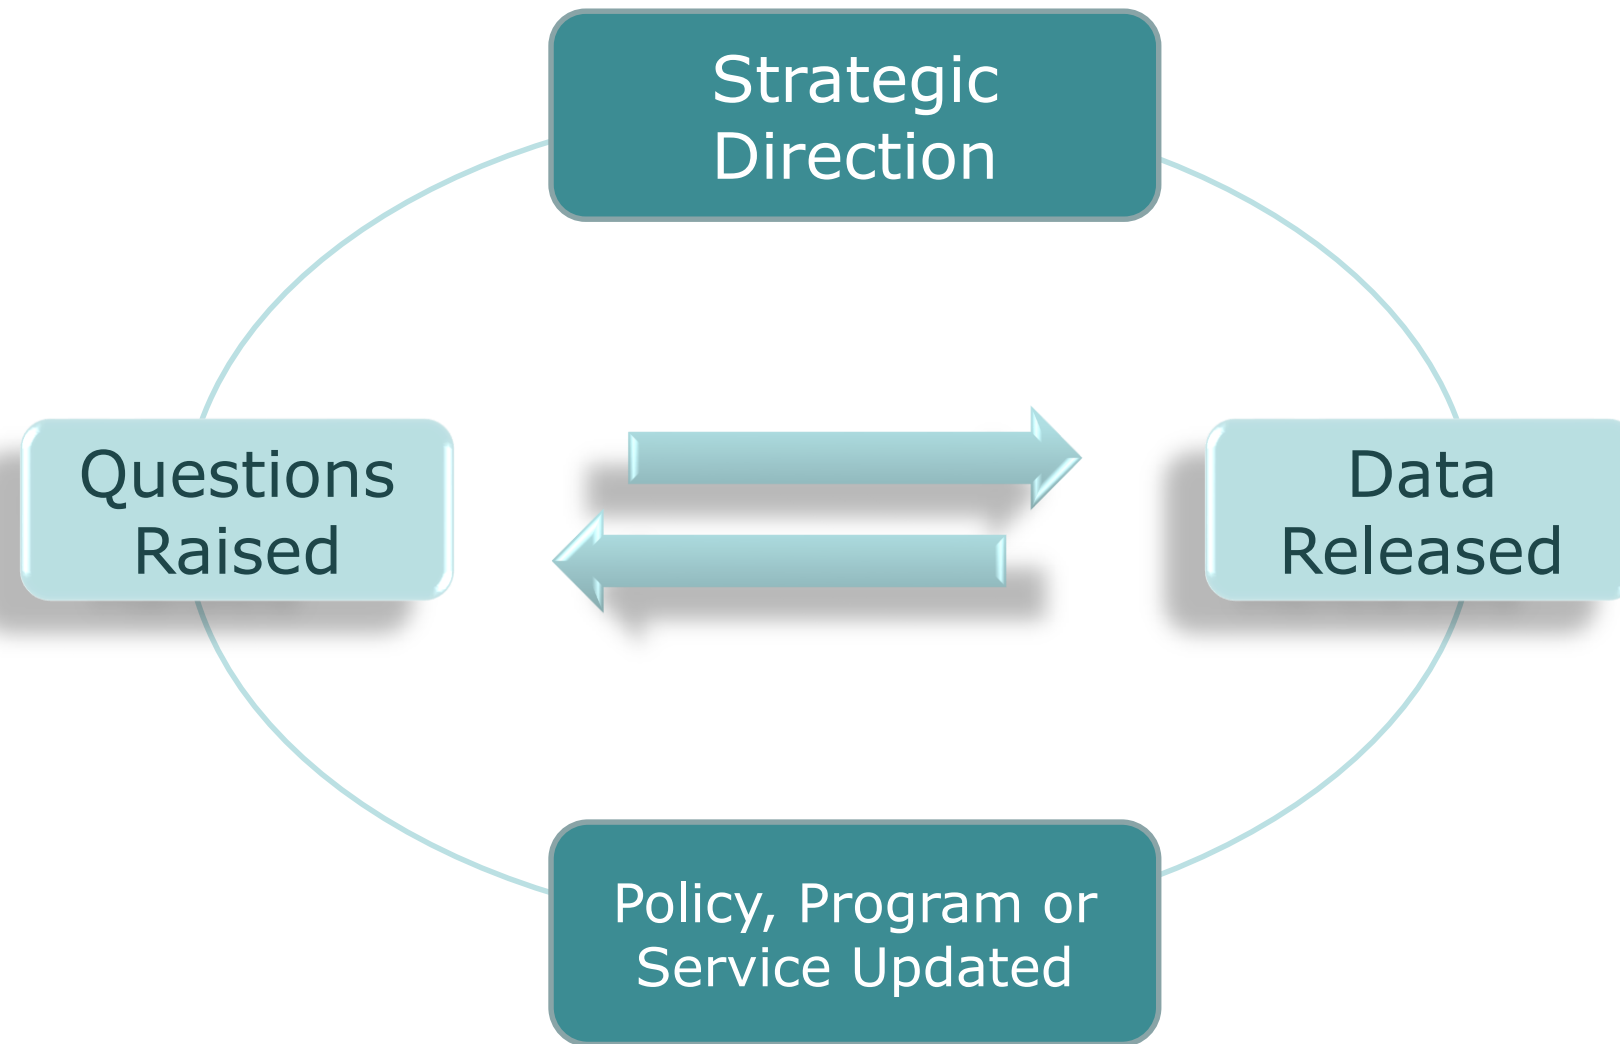 Strategic
Direction
Questions
Raised
Data
Released
Policy, Program or
Service Updated